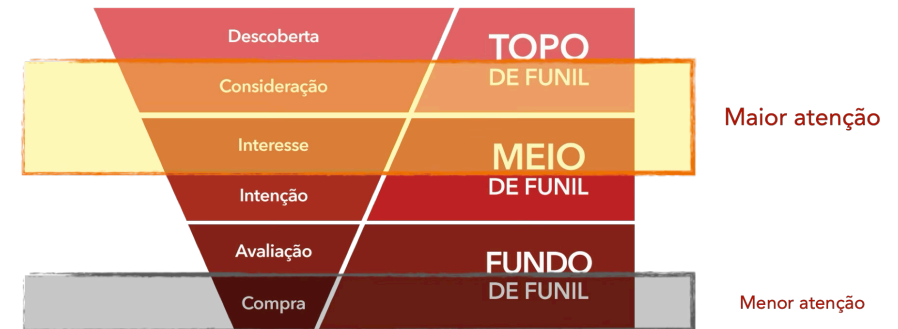 Descoberta
Consideração
TOPO
DE FUNIL
Maior atenção
Interesse
Intenção
MEIO
DE FUNIL
Avaliação
Compra
FUNDO
DE FUNIL
Menor atenção